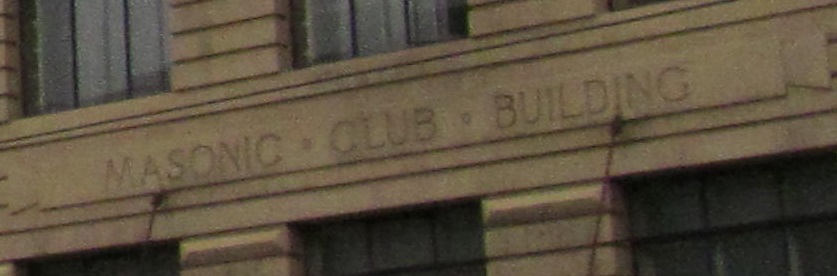 MASONIC · CLUB · BUILDING